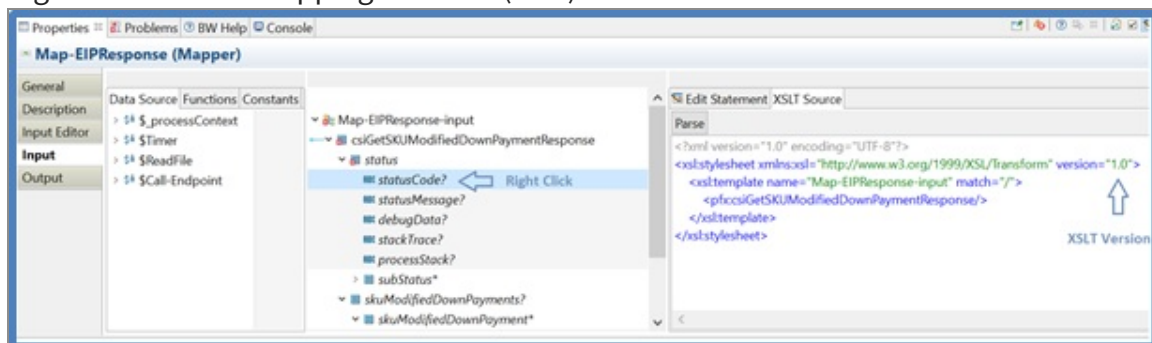 Properties Problems BW Help Console
Map-EIPResponse (Mapper)
General
Description
Input Editor
Input
Output
Data Source Functions Constants
$_processContext
$Timer
$ReadFile
$Call-Endpoint
Map-EIPResponse-input
csiGetSKUModifiedDownPaymentResponse
status
statusCode? Right Click
statusMessage?
debugData?
stackTrace?
processStack?
subStatus*
skuModifiedDownPayments?
skuModifiedDownPayment*
Edit Statement XSLT Source
Parse
<?xml version="1.0" encoding="UTF-8"?>
<xsl:stylesheet xmlns:xsl="http://www.w3.org/1999/XSL/Transform" version="1.0">
<xsl:template name="Map-EIPResponse-input" match="/">
<pfx:csiGetSKUModifiedDownPaymentResponse/>
</xsl:template>
</xsl:stylesheet>
XSLT Version